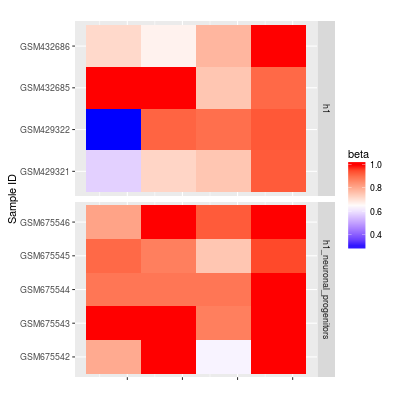 Sample ID
GSM432686
GSM432685
GSM429322
GSM429321
h1
GSM675546
GSM675545
GSM675544
GSM675543
GSM675542
h1_neuronal_progenitors
beta
1.0
0.8
0.6
0.4